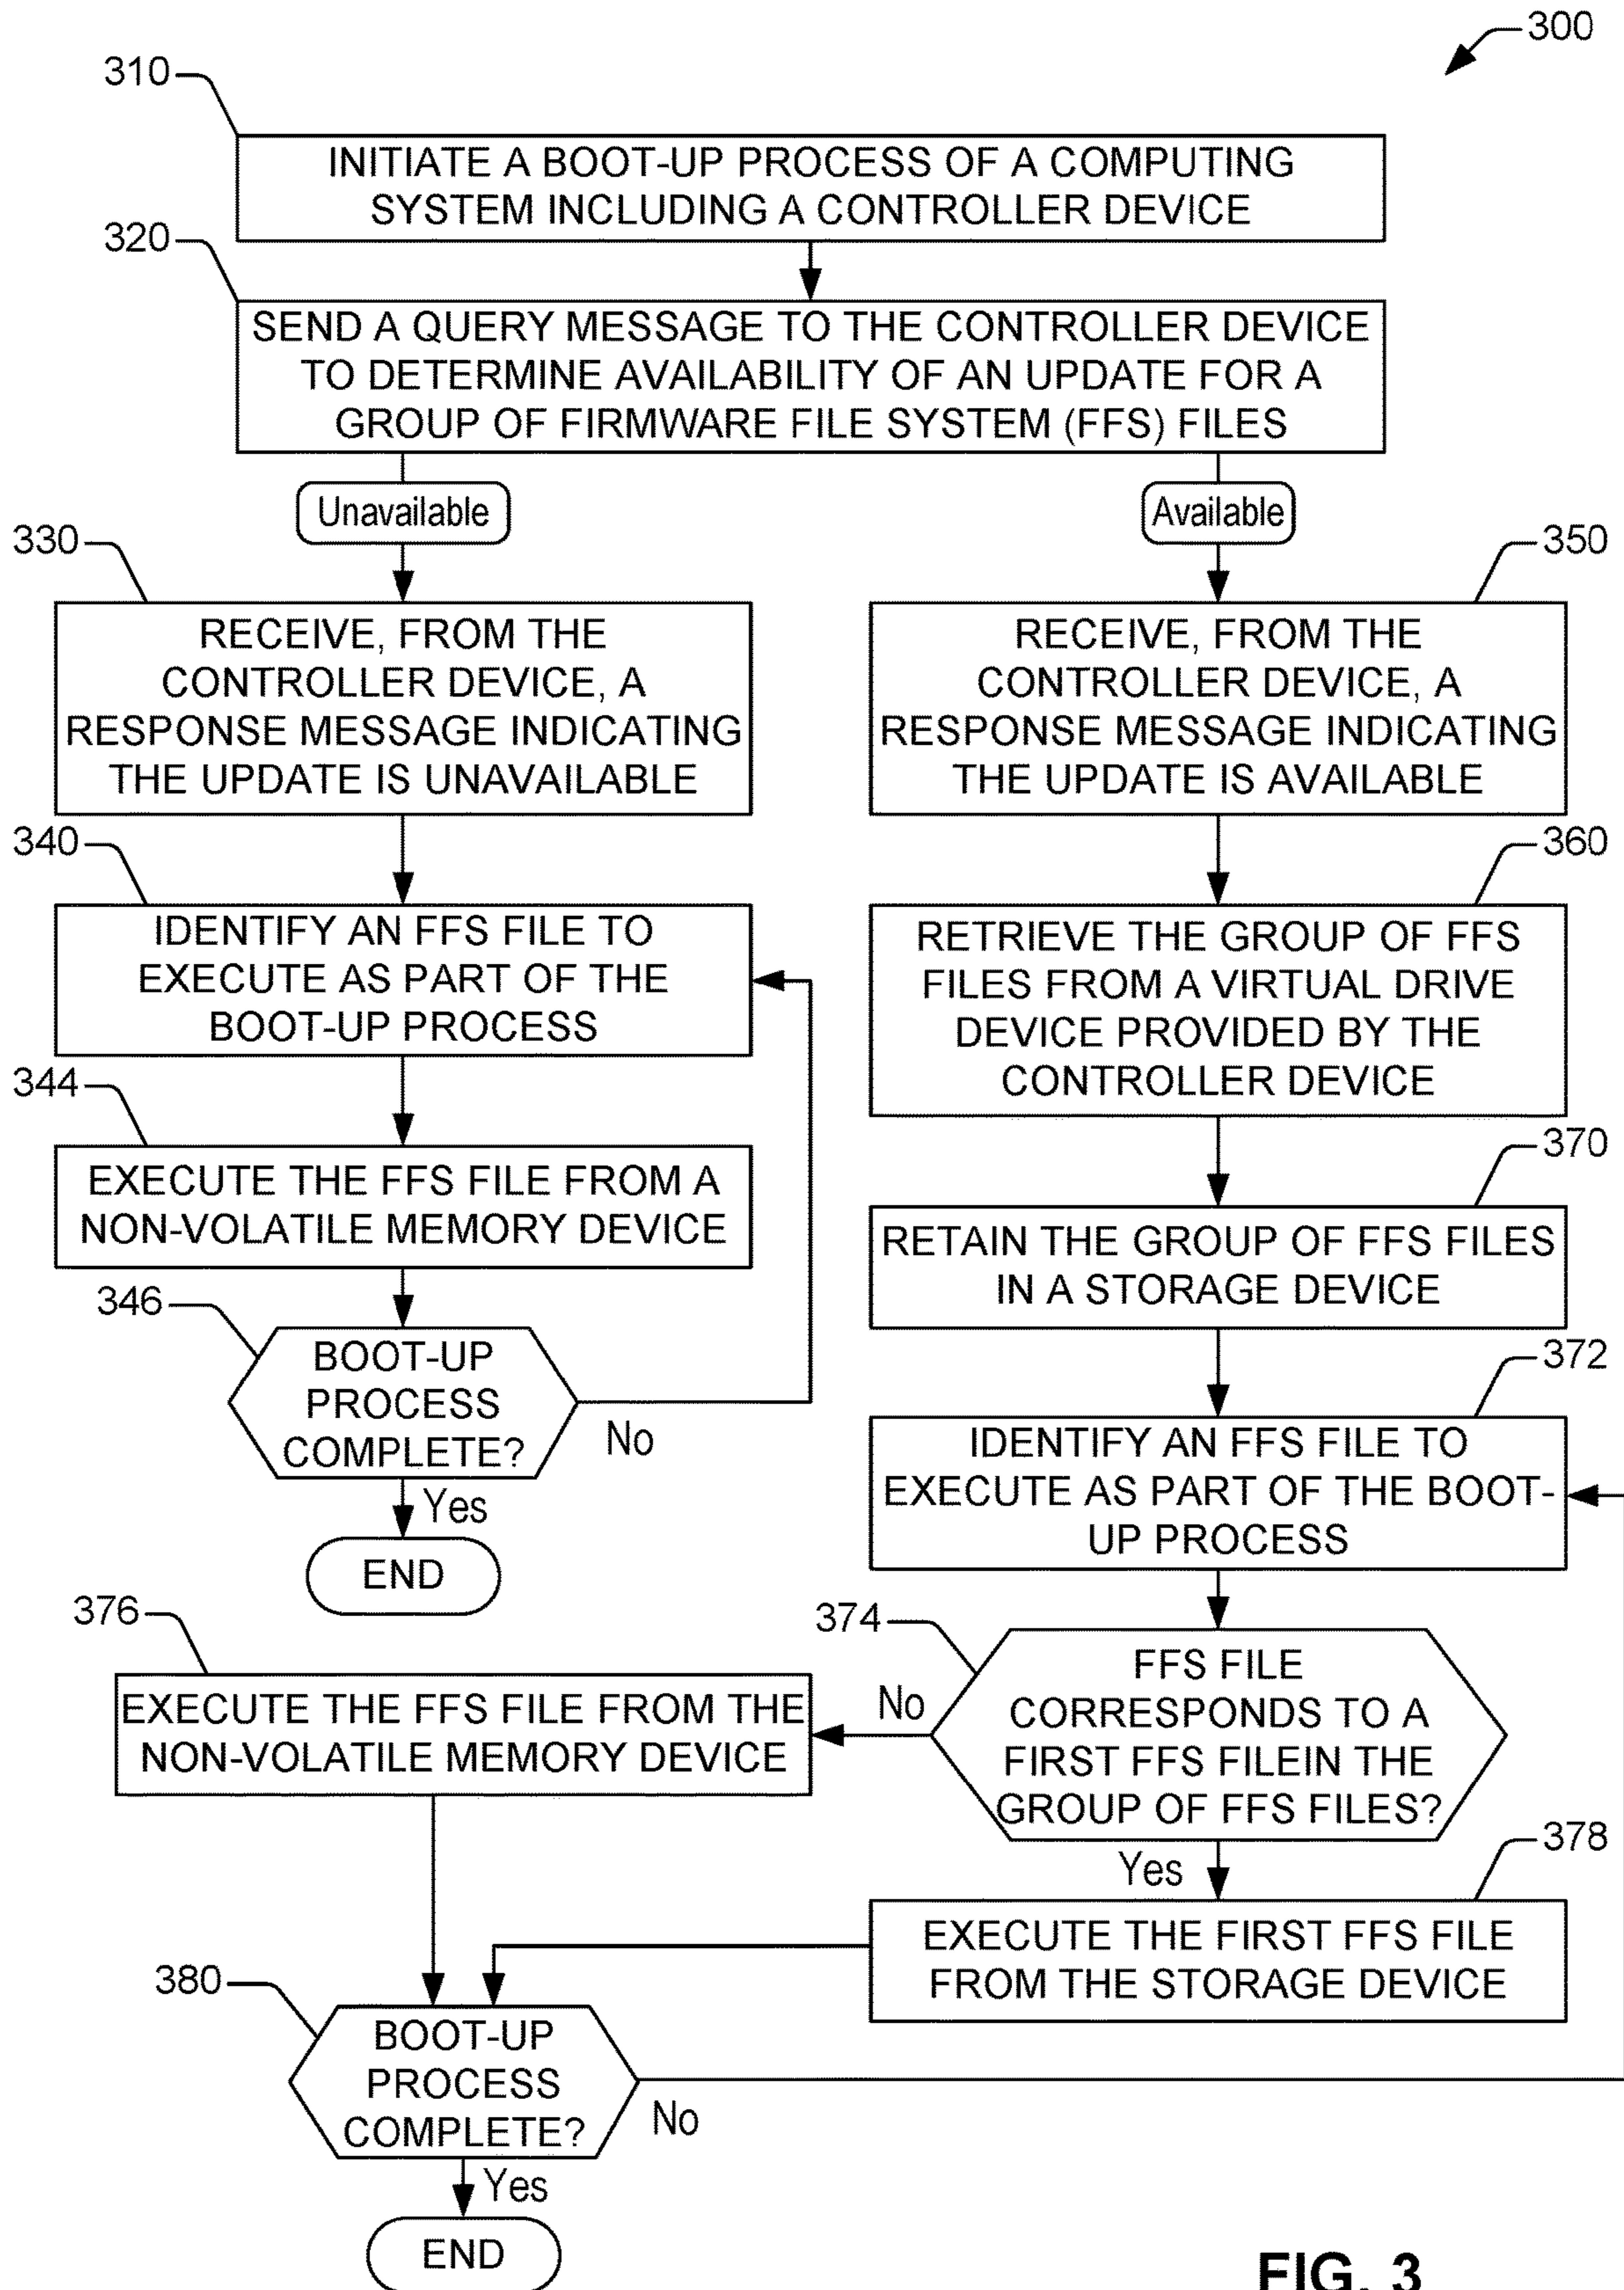 300
310
INITIATE A BOOT-UP PROCESS OF A COMPUTING
SYSTEM INCLUDING A CONTROLLER DEVICE
320
SEND A QUERY MESSAGE TO THE CONTROLLER DEVICE
TO DETERMINE AVAILABILITY OF AN UPDATE FOR A
GROUP OF FIRMWARE FILE SYSTEM (FFS) FILES
Unavailable
Available
330
RECEIVE, FROM THE
CONTROLLER DEVICE, A
RESPONSE MESSAGE INDICATING
THE UPDATE IS UNAVAILABLE
350
RECEIVE, FROM THE
CONTROLLER DEVICE, A
RESPONSE MESSAGE INDICATING
THE UPDATE IS AVAILABLE
340
IDENTIFY AN FFS FILE TO
EXECUTE AS PART OF THE
BOOT-UP PROCESS
360
RETRIEVE THE GROUP OF FFS
FILES FROM A VIRTUAL DRIVE
DEVICE PROVIDED BY THE
CONTROLLER DEVICE
344
EXECUTE THE FFS FILE FROM A
NON-VOLATILE MEMORY DEVICE
370
RETAIN THE GROUP OF FFS FILES
IN A STORAGE DEVICE
346
BOOT-UP
PROCESS
COMPLETE?
No
Yes
END
372
IDENTIFY AN FFS FILE TO
EXECUTE AS PART OF THE BOOT-
UP PROCESS
374
FFS FILE
CORRESPONDS TO A
FIRST FFS FILEIN THE
GROUP OF FFS FILES?
No
Yes
376
EXECUTE THE FFS FILE FROM THE
NON-VOLATILE MEMORY DEVICE
378
EXECUTE THE FIRST FFS FILE
FROM THE STORAGE DEVICE
380
BOOT-UP
PROCESS
COMPLETE?
No
Yes
END
FIG. 3